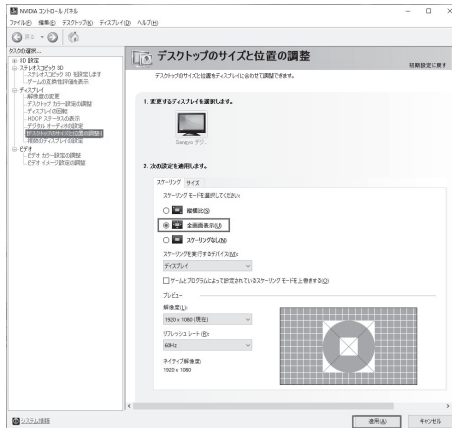 NVIDIA コントロール パネル
ファイル(F) 編集(E) デスクトップ(K) ディスプレイ(D) ヘルプ(H)
戻る
タスクの選択...
3D 設定
ステレオスコピック 3D
ステレオスコピック 3D を設定します
ゲームの互換性評価を表示
ディスプレイ
解像度の変更
デスクトップ カラー設定の調整
ディスプレイの回転
HDCP ステータスの表示
デジタル オーディオの設定
デスクトップのサイズと位置の調整
複数のディスプレイの設定
ビデオ
ビデオ カラー設定の調整
ビデオ イメージ設定の調整
システム情報
デスクトップのサイズと位置の調整
初期設定に戻す
デスクトップのサイズと位置をディスプレイに合わせて調整できます。
1. 変更するディスプレイを選択します。
Sangyo デジ...
2. 次の設定を適用します。
スケーリング サイズ
スケーリング モードを選択してください:
縦横比(S)
全画面表示(U)
スケーリングなし(N)
スケーリングを実行するデバイス(M):
ディスプレイ
ゲームとプログラムによって設定されているスケーリング モードを上書きする(O)
プレビュー
解像度(L):
1920 x 1080 (現在)
リフレッシュ レート (R):
60Hz
ネイティブ解像度:
1920 x 1080
適用(A) キャンセル